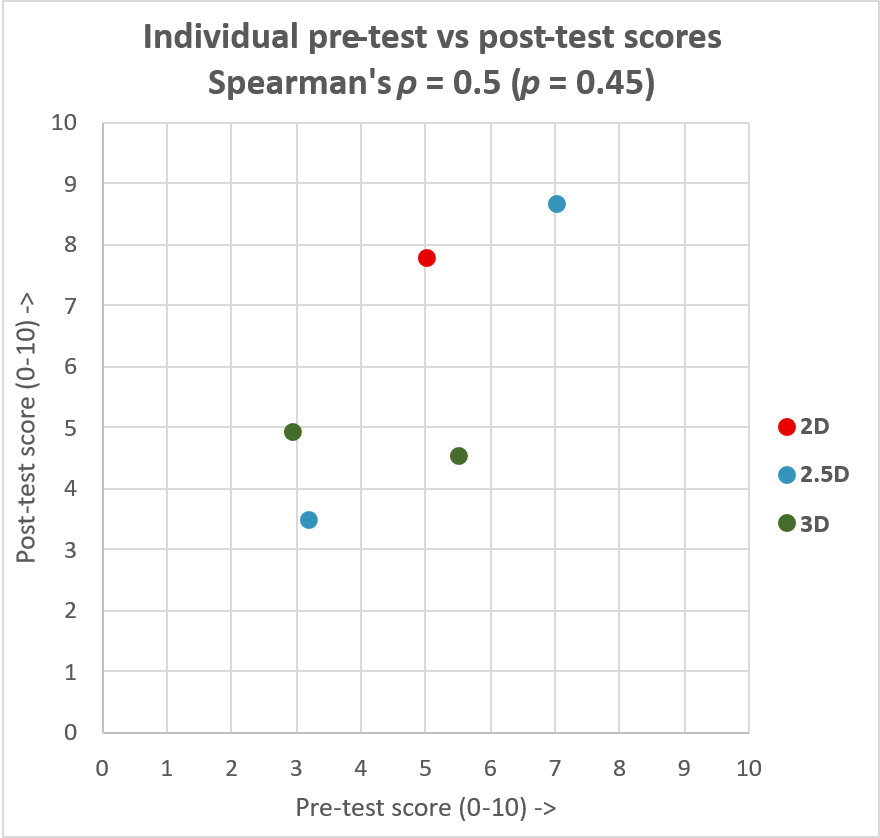 Individual pre-test vs post-test scores
Spearman's ρ = 0.5 (p = 0.45)
10
9
8
7
6
5
4
3
2
1
0
Post-test score (0-10) ->
0 1 2 3 4 5 6 7 8 9 10
Pre-test score (0-10) ->
2D
2.5D
3D